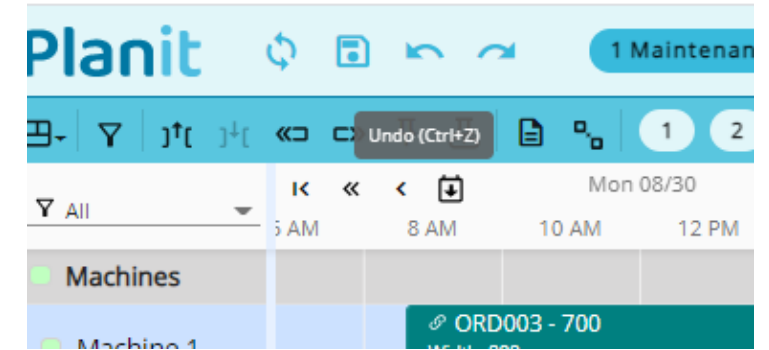 Planit
1 Maintenan
Undo (Ctrl+Z)
1
2
All
Mon 08/30
AM
8 AM
10 AM
12 PM
Machines
ORD003 - 700
Machine 1